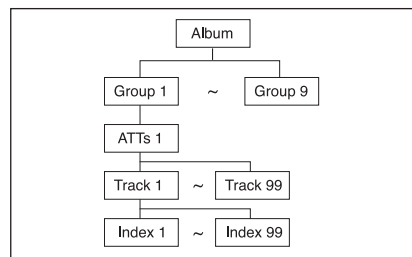 Album
Group 1 ~ Group 9
ATTs 1
Track 1 ~ Track 99
Index 1 ~ Index 99